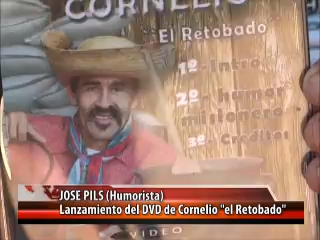 CORNELIO
El Retobado
1º- Intro
2º- humor
misionero
3º- Creditos
JOSE PILS (Humorista)
Lanzamiento del DVD de Cornelio "el Retobado"
VIDEO